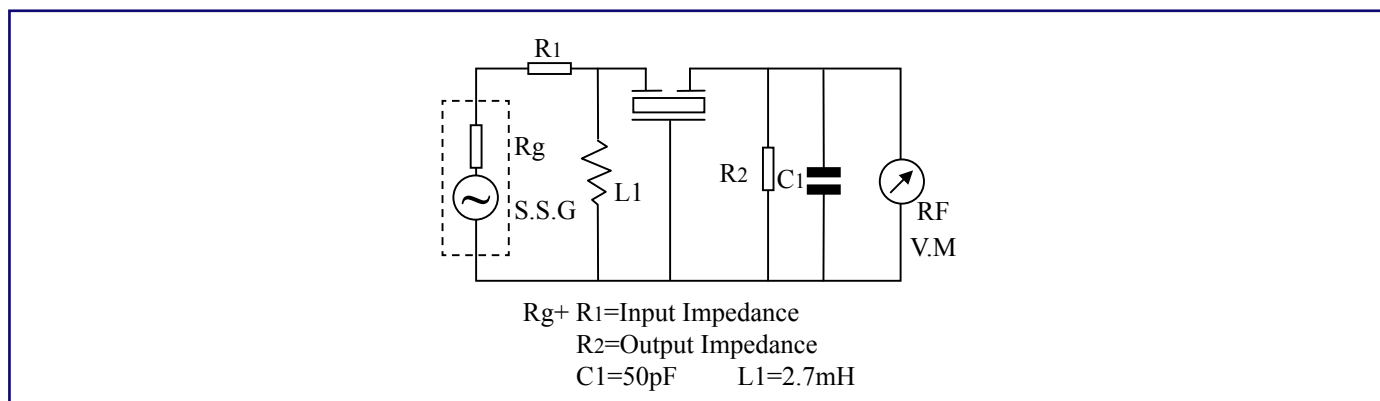 R1
Rg
S.S.G
L1
R2
C1
RF
V.M
Rg+ R1=Input Impedance
R2=Output Impedance
C1=50pF L1=2.7mH